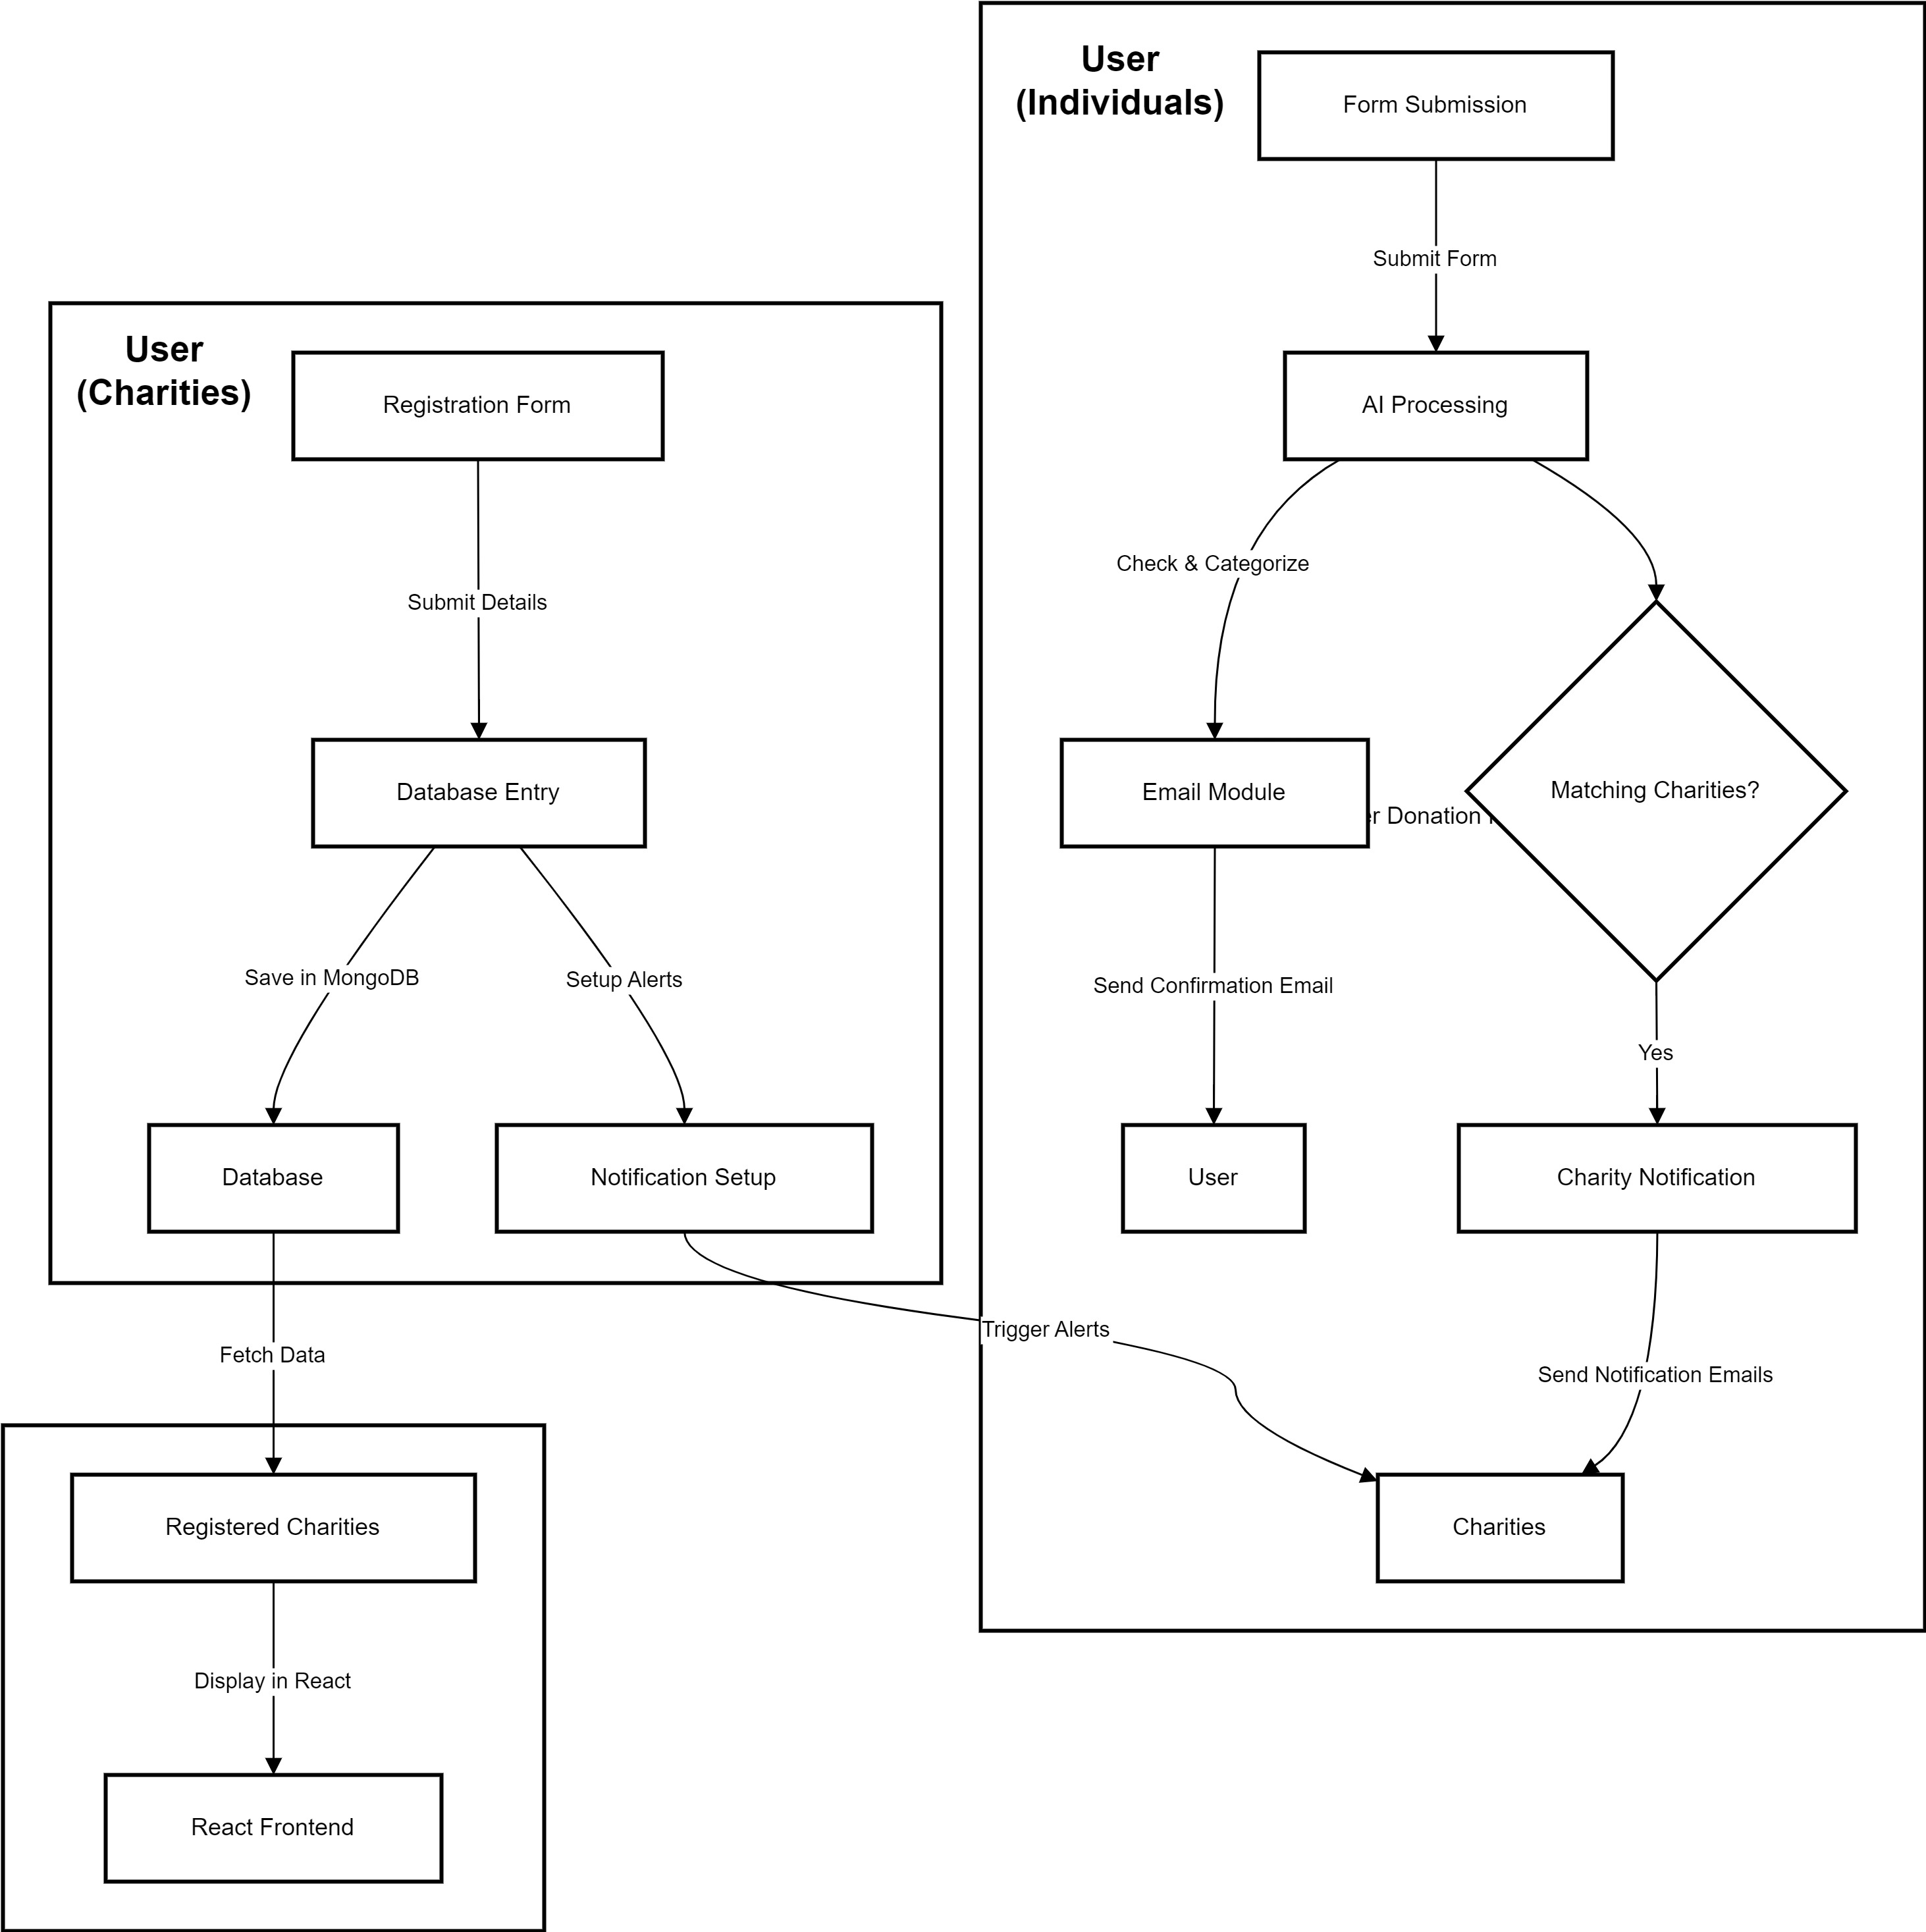 User
(Individuals)
Form Submission
Submit Form
User
(Charities)
Registration Form
AI Processing
Check & Categorize
Submit Details
Database Entry
Email Module
Donation
Matching Charities?
Save in MongoDB
Setup Alerts
Send Confirmation Email
Yes
Database
Notification Setup
User
Charity Notification
Trigger Alerts
Fetch Data
Send Notification Emails
Registered Charities
Charities
Display in React
React Frontend